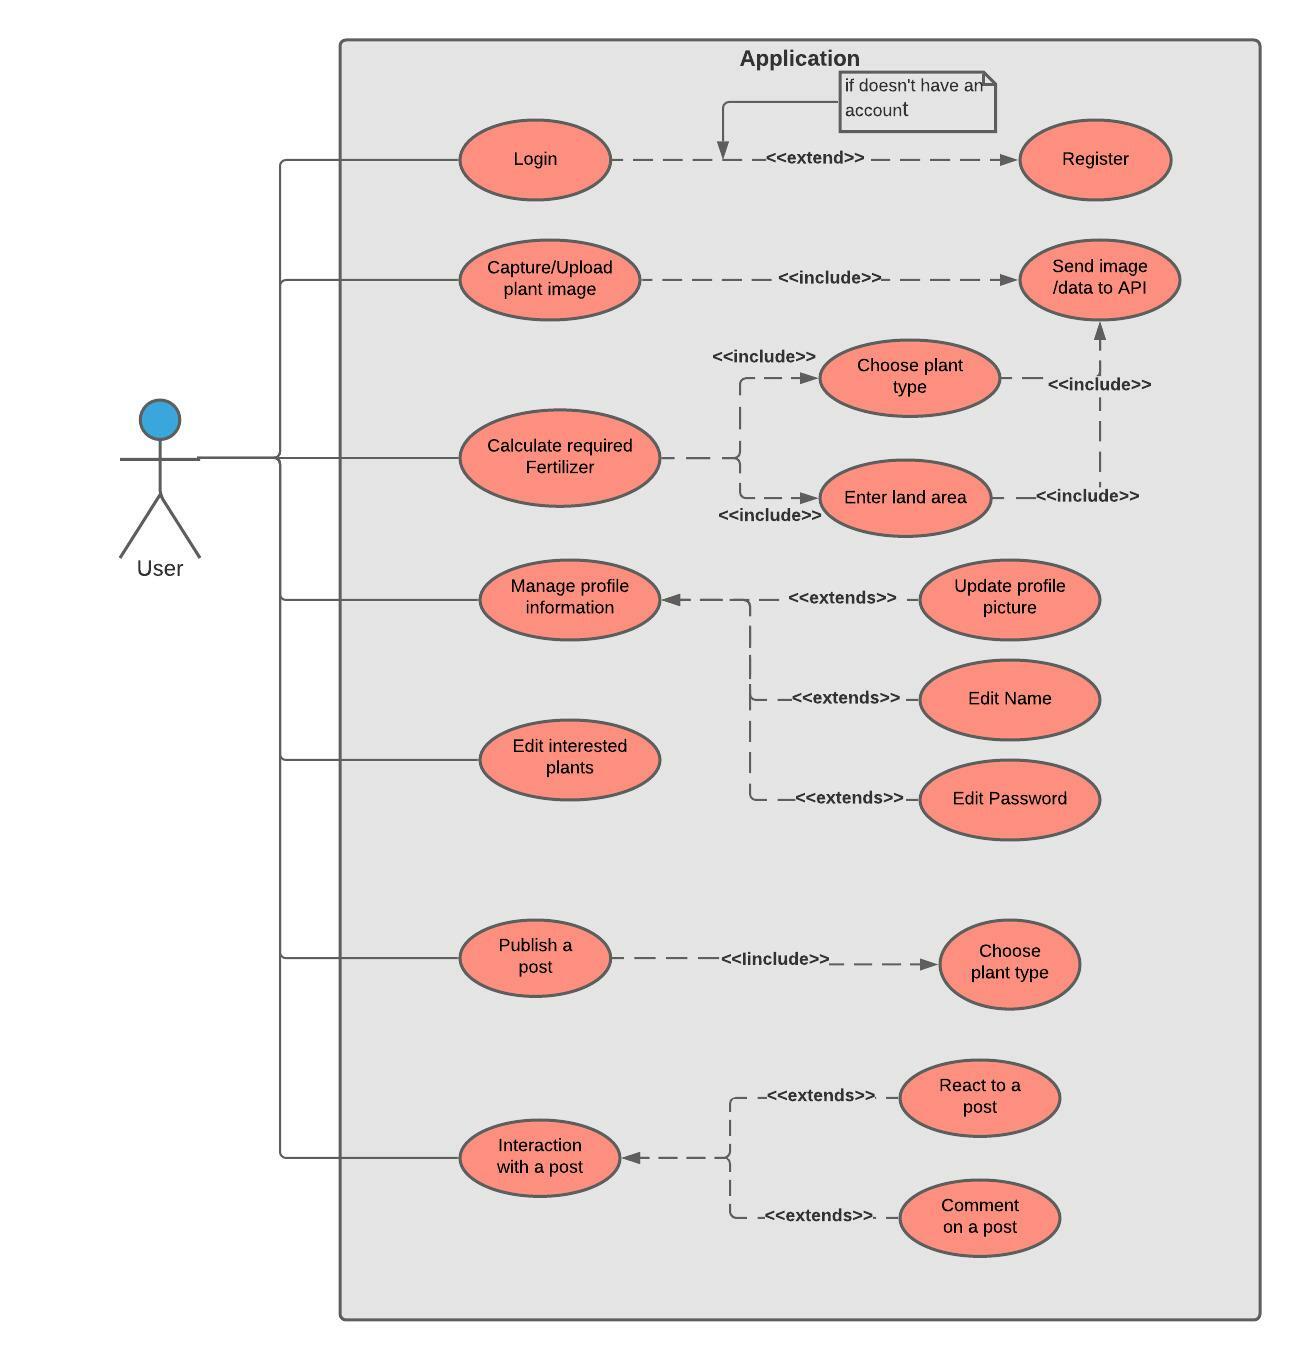 Application
if doesn't have an
account
Login
<<extend>>
Register
Capture/Upload
plant image
<<include>>
Send image
/data to API
<<include>>
Choose plant
type
<<include>>
Calculate required
Fertilizer
Enter land area
<<include>>
<<include>>
User
Manage profile
information
<<extends>>
Update profile
picture
<<extends>>
Edit Name
Edit interested
plants
<<extends>>
Edit Password
Publish a
post
<<Iinclude>>
Choose
plant type
<<extends>>
React to a
post
Interaction
with a post
<<extends>>
Comment
on a post